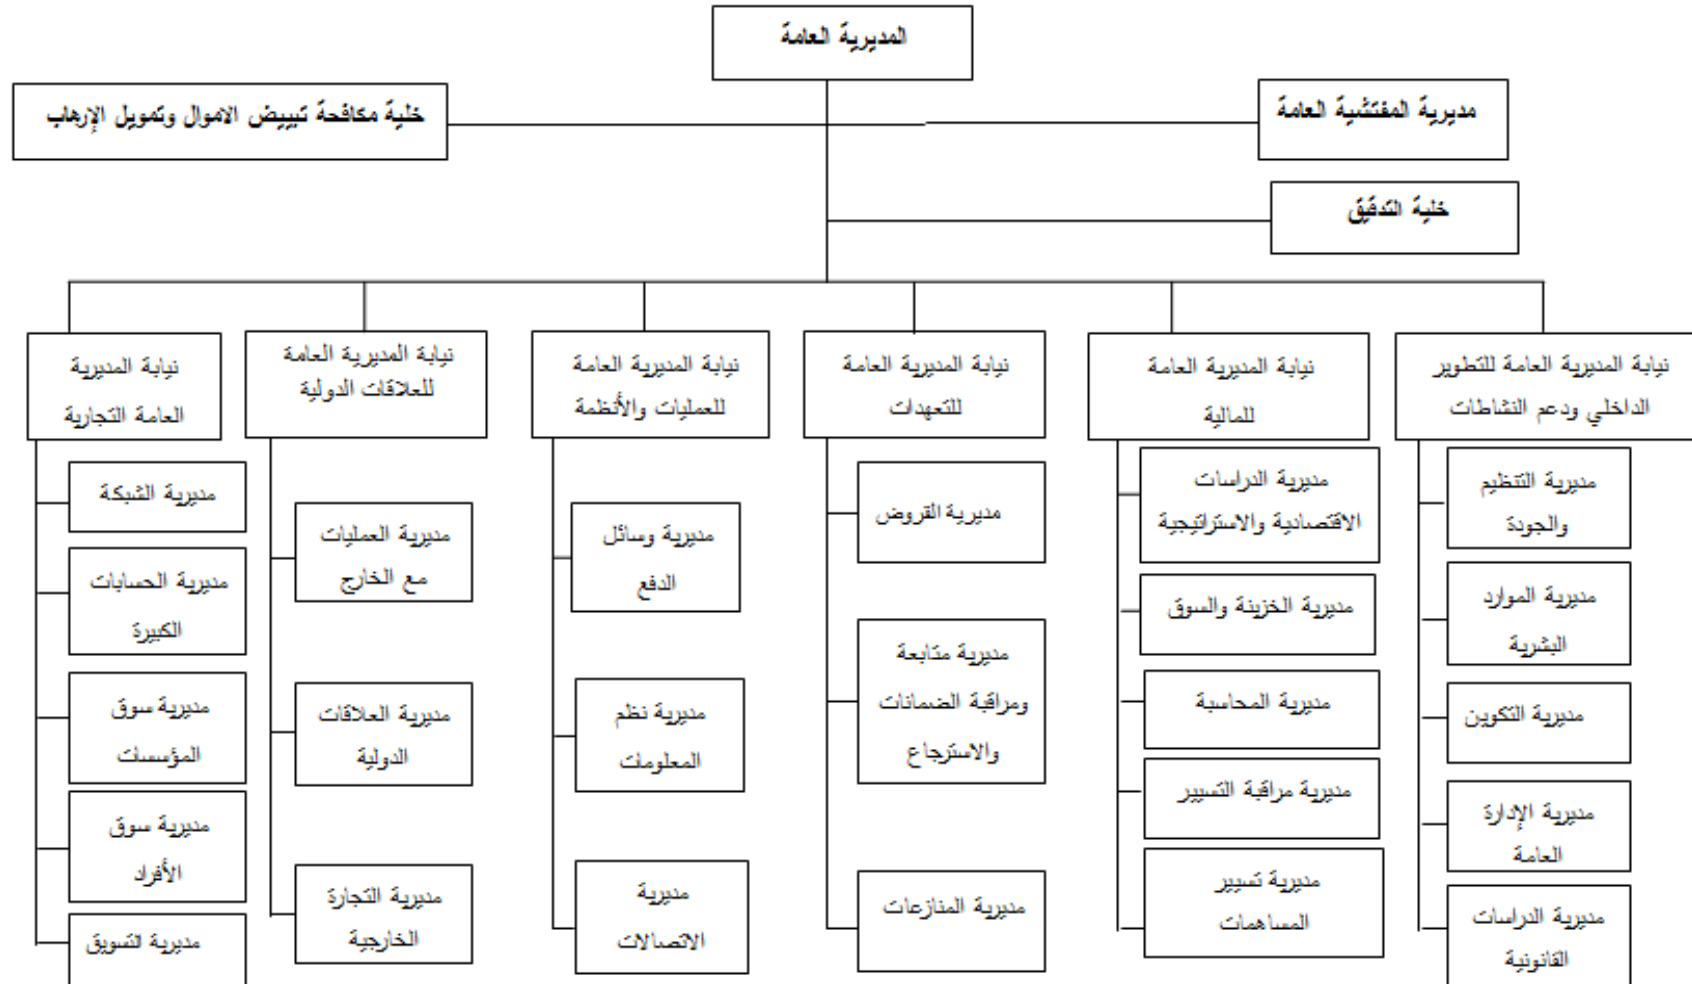 المديرية العامة
مديرية المفتشية العامة
خلية مكافحة تبييض الاموال وتمويل الإرهاب
خلية التدقيق
نيابة المديرية العامة للتطوير
الداخلي ودعم النشاطات
مديرية التنظيم
والجودة
مديرية الموارد
البشرية
مديرية التكوين
مديرية الإدارة
العامة
مديرية الدراسات
القانونية
نيابة المديرية العامة
للمالية
مديرية الدراسات
الاقتصادية والاستراتيجية
مديرية الخزينة والسوق
مديرية المحاسبة
مديرية مراقبة التسيير
مديرية تسيير
المساهمات
نيابة المديرية العامة
للتعهدات
مديرية القروض
مديرية متابعة
ومراقبة الضمانات
والاسترجاع
مديرية المنازعات
نيابة المديرية العامة
للعمليات والأنظمة
مديرية وسائل
الدفع
مديرية نظم
المعلومات
مديرية
الاتصالات
نيابة المديرية العامة
للعلاقات الدولية
مديرية العمليات
مع الخارج
مديرية العلاقات
الدولية
مديرية التجارة
الخارجية
نيابة المديرية
العامة التجارية
مديرية الشبكة
مديرية الحسابات
الكبيرة
مديرية سوق
المؤسسات
مديرية سوق
الأفراد
مديرية التسويق